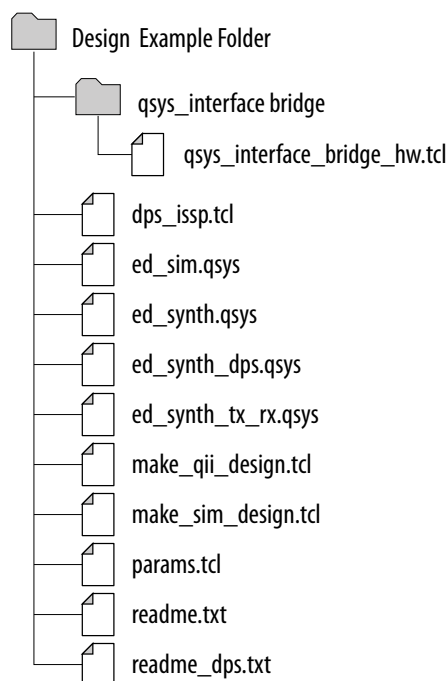 Design Example Folder
qsys_interface bridge
qsys_interface_bridge_hw.tcl
dps_issp.tcl
ed_sim.qsys
ed_synth.qsys
ed_synth_dps.qsys
ed_synth_tx_rx.qsys
make_qii_design.tcl
make_sim_design.tcl
params.tcl
readme.txt
readme_dps.txt